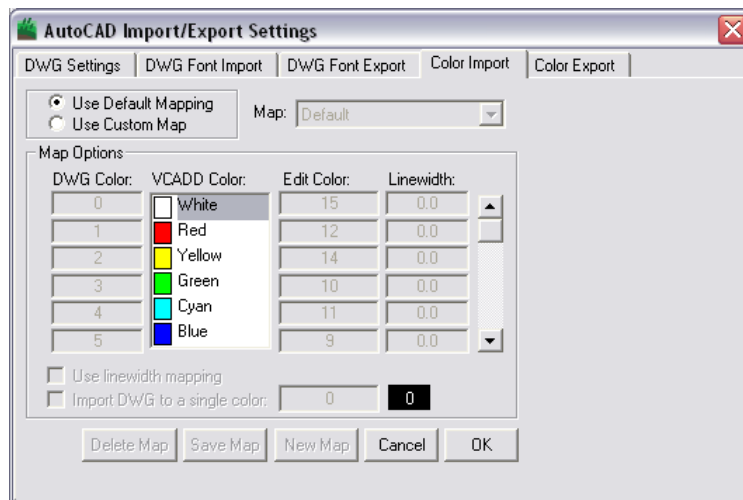 AutoCAD Import/Export Settings
DWG Settings DWG Font Import DWG Font Export Color Import Color Export
Use Default Mapping
Use Custom Map
Map: Default
Map Options
DWG Color: VCADD Color: Edit Color: Linewidth:
0 White 15 0.0
1 Red 12 0.0
2 Yellow 14 0.0
3 Green 10 0.0
4 Cyan 11 0.0
5 Blue 9 0.0
Use linewidth mapping
Import DWG to a single color: 0 0
Delete Map Save Map New Map Cancel OK